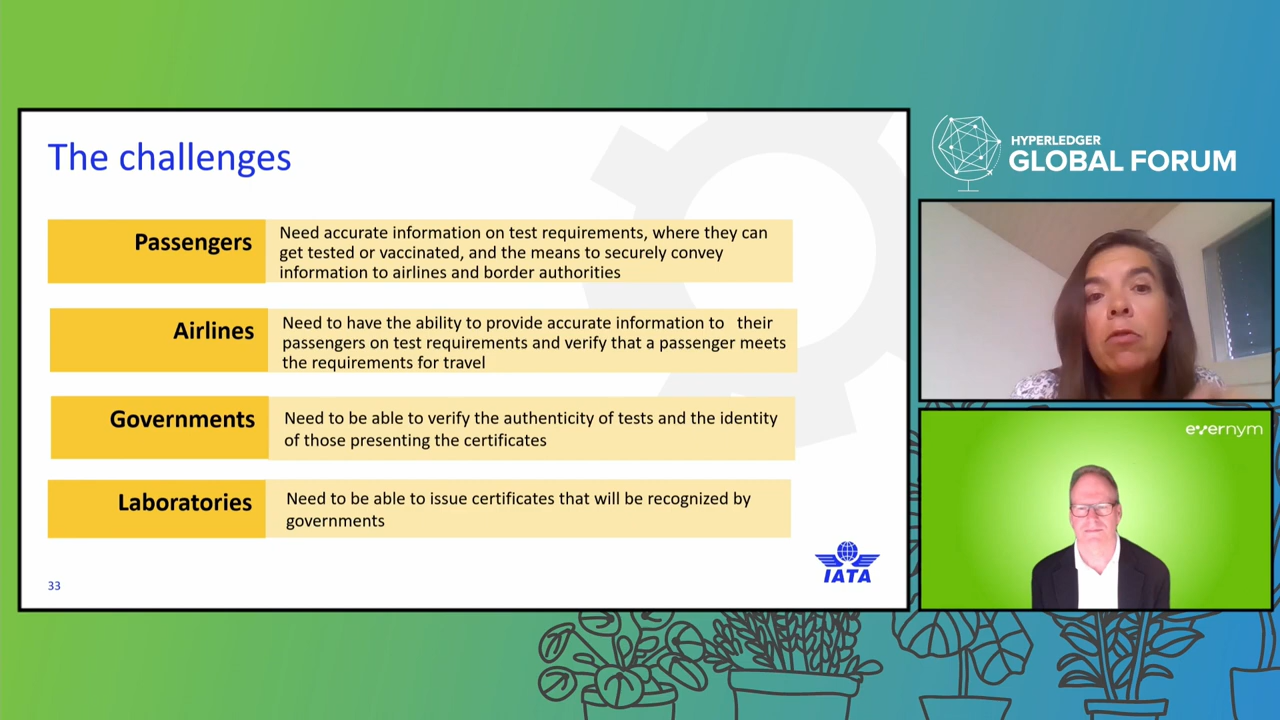 The challenges
Passengers
Need accurate information on test requirements, where they can
get tested or vaccinated, and the means to securely convey
information to airlines and border authorities
Airlines
Need to have the ability to provide accurate information to their
passengers on test requirements and verify that a passenger meets
the requirements for travel
Governments
Need to be able to verify the authenticity of tests and the identity
of those presenting the certificates
Laboratories
Need to be able to issue certificates that will be recognized by
governments
33
IATA
HYPERLEDGER
GLOBAL FORUM
evernym